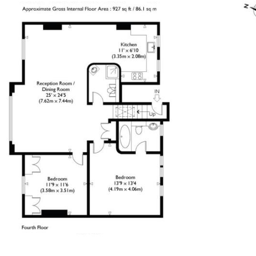 Approximate Gross Internal Floor Area : 927 sq ft / 86.1 sq m
N
Kitchen
11' x 6'10
(3.35m x 2.08m)
Reception Room /
Dining Room
25' x 24'5
(7.62m x 7.44m)
IN
Bedroom
11'9 x 11'6
(3.58m x 3.51m)
Bedroom
13'9 x 13'4
(4.19m x 4.06m)
Fourth Floor